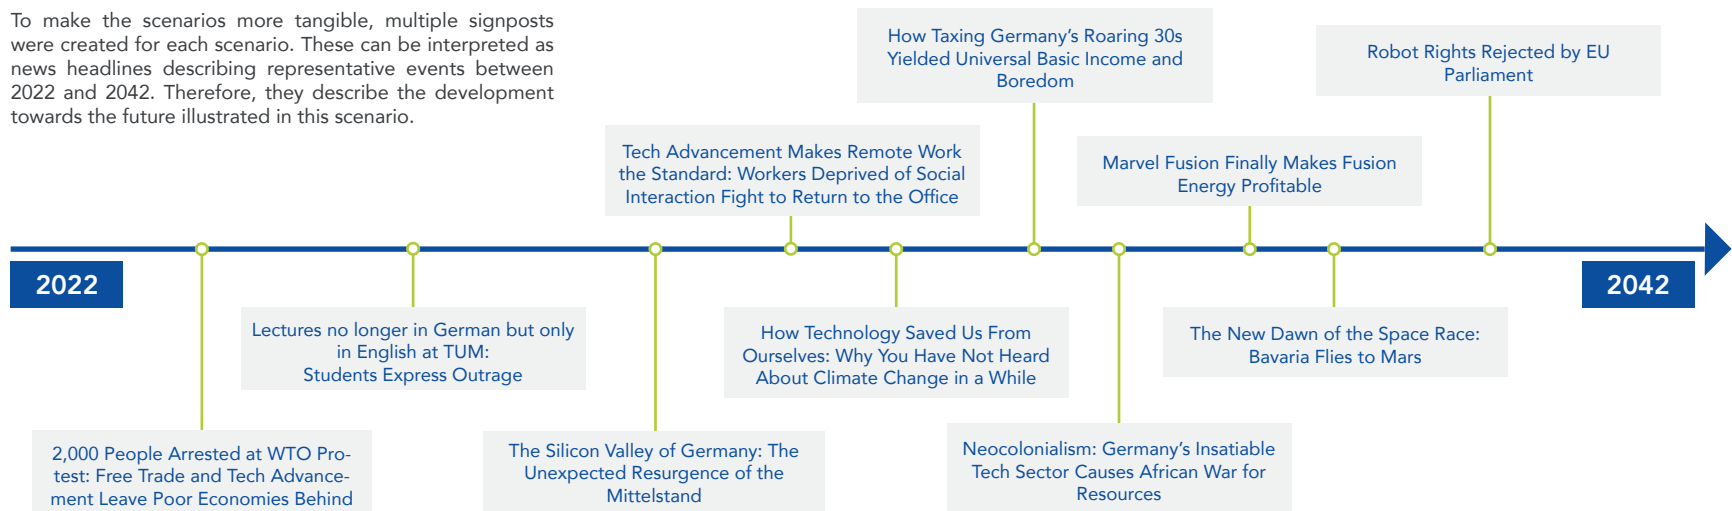 To make the scenarios more tangible, multiple signposts
were created for each scenario. These can be interpreted as
news headlines describing representative events between
2022 and 2042. Therefore, they describe the development
towards the future illustrated in this scenario.
How Taxing Germany's Roaring 30s
Yielded Universal Basic Income and
Boredom
Robot Rights Rejected by EU
Parliament
Tech Advancement Makes Remote Work
the Standard: Workers Deprived of Social
Interaction Fight to Return to the Office
Marvel Fusion Finally Makes Fusion
Energy Profitable
2022
2042
Lectures no longer in German but only
in English at TUM:
Students Express Outrage
How Technology Saved Us From
Ourselves: Why You Have Not Heard
About Climate Change in a While
The New Dawn of the Space Race:
Bavaria Flies to Mars
2,000 People Arrested at WTO Pro-
test: Free Trade and Tech Advance-
ment Leave Poor Economies Behind
The Silicon Valley of Germany: The
Unexpected Resurgence of the
Mittelstand
Neocolonialism: Germany's Insatiable
Tech Sector Causes African War for
Resources